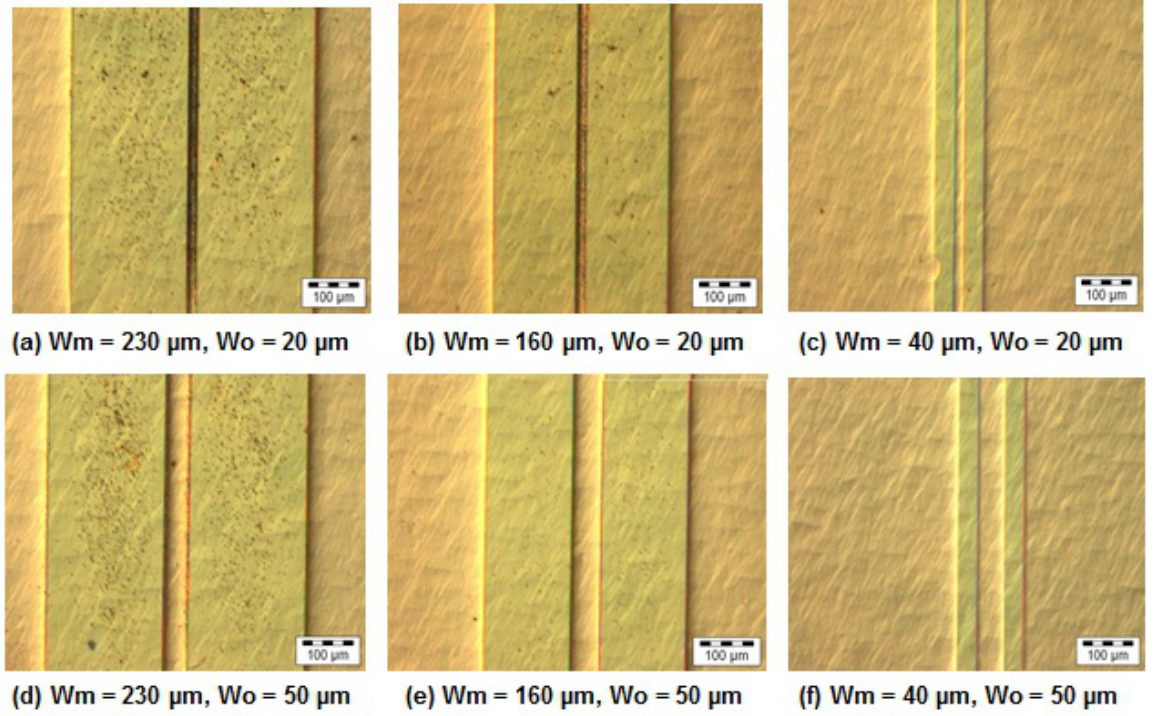 100 µm
100 µm
100 µm
(a) Wm = 230 µm, Wo = 20 µm
(b) Wm = 160 µm, Wo = 20 µm
(c) Wm = 40 µm, Wo = 20 µm
100 µm
100 µm
100 µm
(d) Wm = 230 µm, Wo = 50 µm
(e) Wm = 160 µm, Wo = 50 µm
(f) Wm = 40 µm, Wo = 50 µm